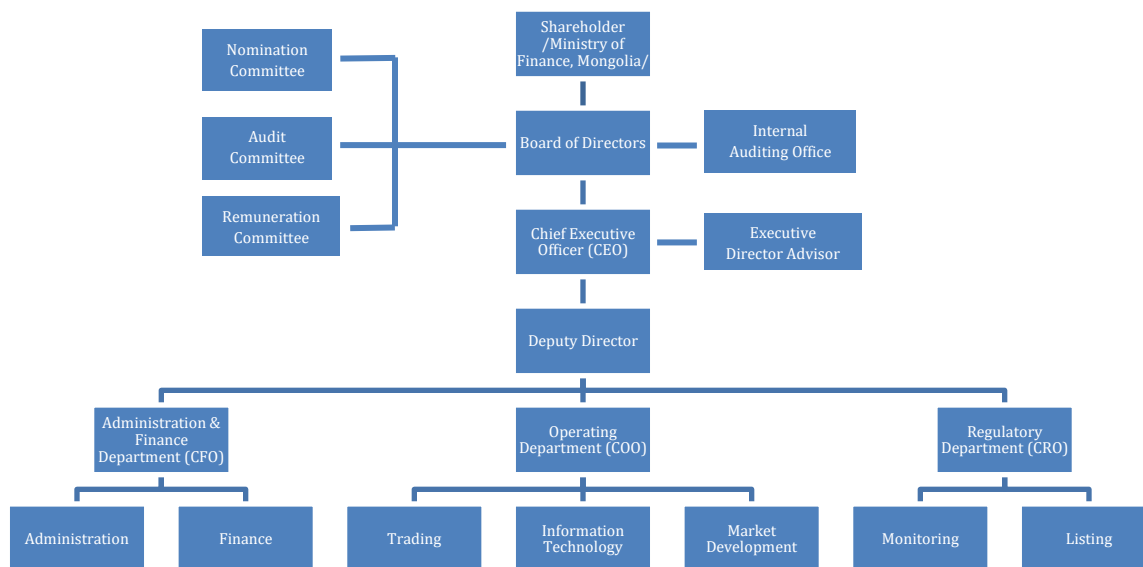 Shareholder
/Ministry of
Finance, Mongolia/
Nomination
Committee
Audit
Committee
Board of Directors
Internal
Auditing Office
Remuneration
Committee
Chief Executive
Officer (CEO)
Executive
Director Advisor
Deputy Director
Administration &
Finance
Department (CFO)
Operating
Department (COO)
Regulatory
Department (CRO)
Administration
Finance
Trading
Information
Technology
Market
Development
Monitoring
Listing